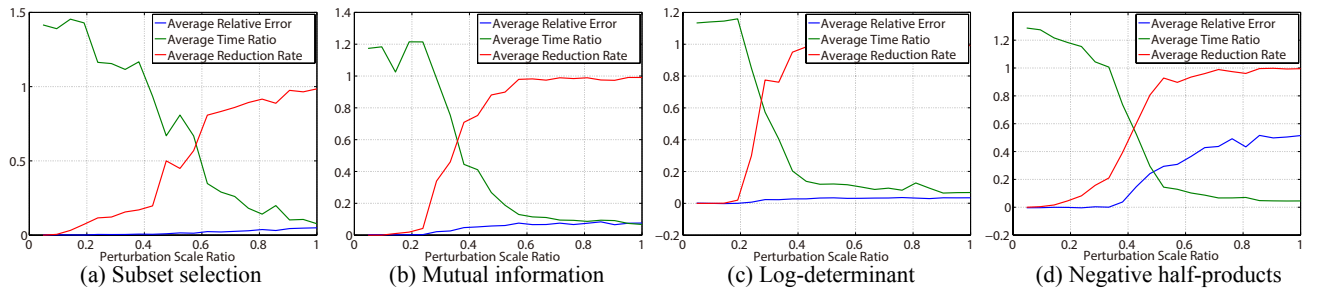 1.5
1
0.5
0
0
0.2
0.4
0.6
0.8
1
Average Relative Error
Average Time Ratio
Average Reduction Rate
Perturbation Scale Ratio
(a) Subset selection
1.4
1.2
1
0.8
0.6
0.4
0.2
0
0
0.2
0.4
0.6
0.8
1
Average Relative Error
Average Time Ratio
Average Reduction Rate
Perturbation Scale Ratio
(b) Mutual information
1.2
1
0.8
0.6
0.4
0.2
0
−0.2
0
0.2
0.4
0.6
0.8
1
Average Relative Error
Average Time Ratio
Average Reduction Rate
Perturbation Scale Ratio
(c) Log-determinant
1.2
1
0.8
0.6
0.4
0.2
0
−0.2
0
0.2
0.4
0.6
0.8
1
Average Relative Error
Average Time Ratio
Average Reduction Rate
Perturbation Scale Ratio
(d) Negative half-products